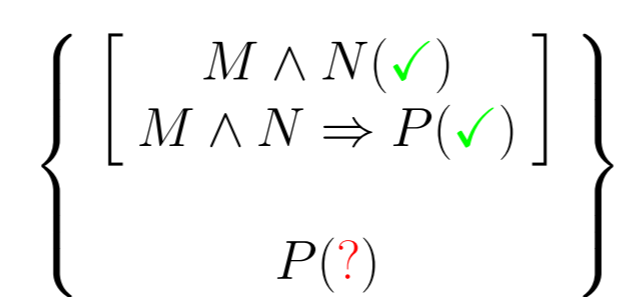 M ∧ N(✓)
M ∧ N ⇒ P(✓)
P(?)